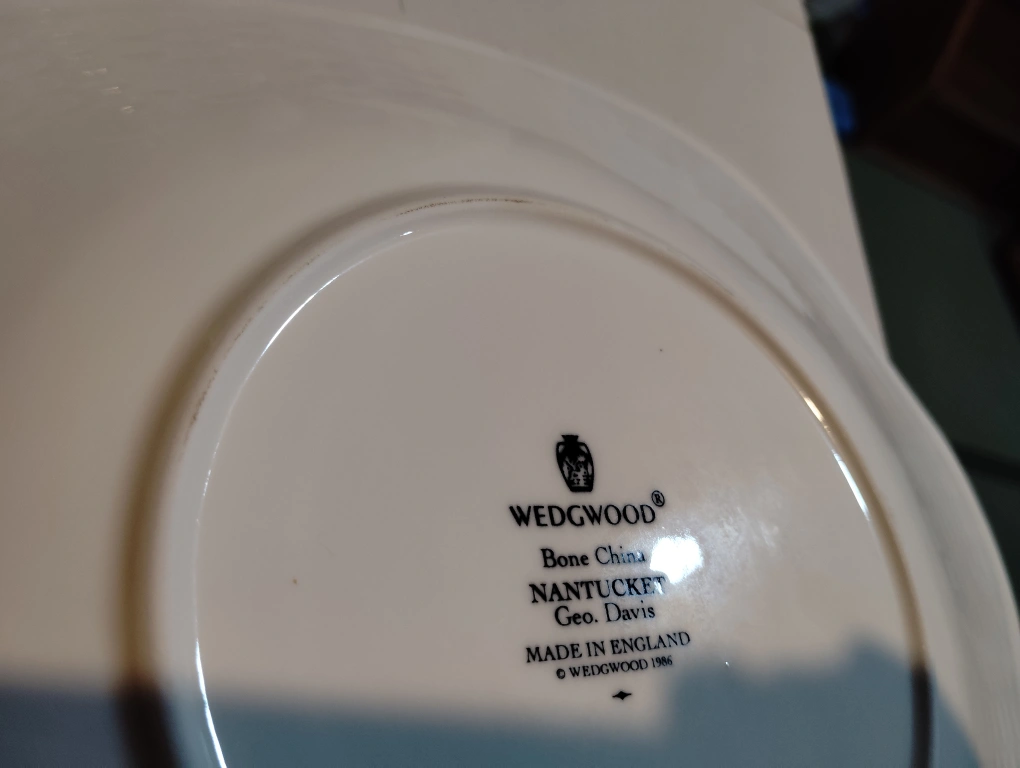 WEDGWOOD®
Bone China
NANTUCKET
Geo. Davis
MADE IN ENGLAND
© WEDGWOOD 1986